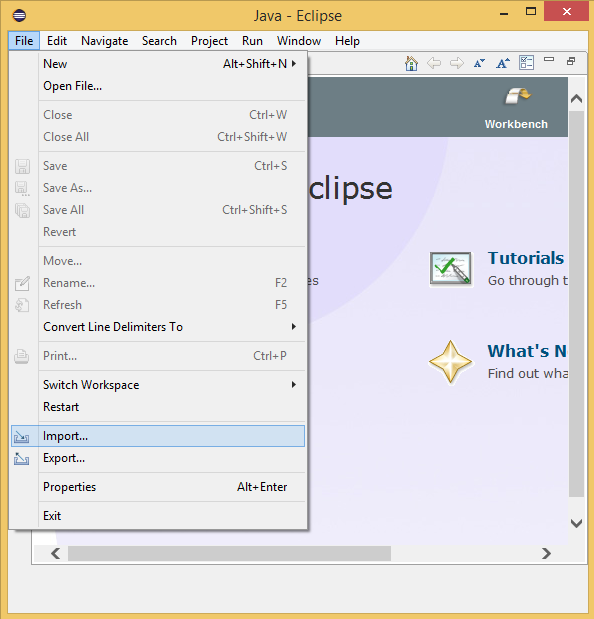 Java - Eclipse
File Edit Navigate Search Project Run Window Help
New Alt+Shift+N
Open File...
Close Ctrl+W
Close All Ctrl+Shift+W
Save Ctrl+S
Save As...
Save All Ctrl+Shift+S
Revert
Move...
Rename... F2
Refresh F5
Convert Line Delimiters To
Print... Ctrl+P
Switch Workspace
Restart
Import...
Export...
Properties Alt+Enter
Exit
A A
Workbench
clipse
es
Tutorials
Go through t
What's N
Find out wha